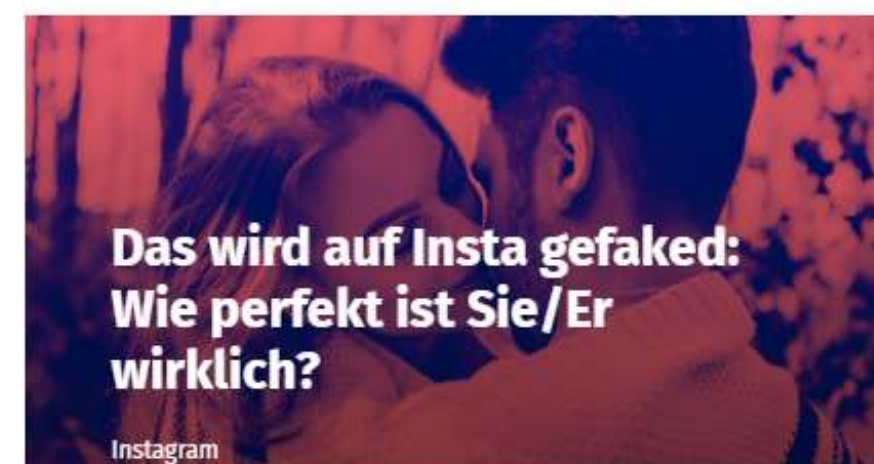 Das wird auf Insta gefaked:
Wie perfekt ist Sie/Er
wirklich?
Instagram